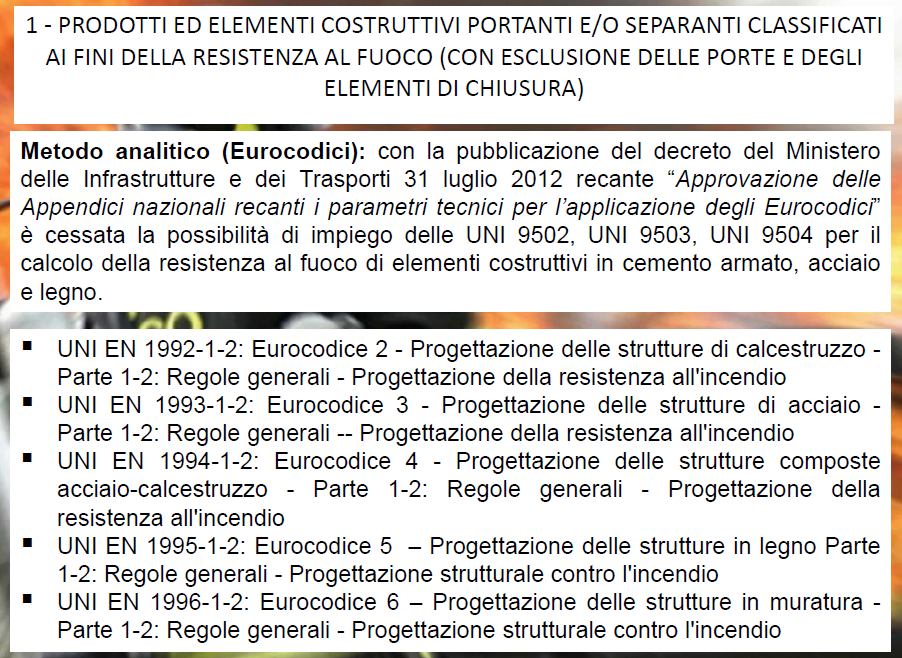 1 - PRODOTTI ED ELEMENTI COSTRUTTIVI PORTANTI E/O SEPARANTI CLASSIFICATI
AI FINI DELLA RESISTENZA AL FUOCO (CON ESCLUSIONE DELLE PORTE E DEGLI
ELEMENTI DI CHIUSURA)
Metodo analitico (Eurocodici): con la pubblicazione del decreto del Ministero
delle Infrastrutture e dei Trasporti 31 luglio 2012 recante “Approvazione delle
Appendici nazionali recanti i parametri tecnici per l’applicazione degli Eurocodici”
è cessata la possibilità di impiego delle UNI 9502, UNI 9503, UNI 9504 per il
calcolo della resistenza al fuoco di elementi costruttivi in cemento armato, acciaio
e legno.
▪ UNI EN 1992-1-2: Eurocodice 2 - Progettazione delle strutture di calcestruzzo -
Parte 1-2: Regole generali - Progettazione della resistenza all'incendio
▪ UNI EN 1993-1-2: Eurocodice 3 - Progettazione delle strutture di acciaio -
Parte 1-2: Regole generali -- Progettazione della resistenza all'incendio
▪ UNI EN 1994-1-2: Eurocodice 4 - Progettazione delle strutture composte
acciaio-calcestruzzo - Parte 1-2: Regole generali - Progettazione della
resistenza all'incendio
▪ UNI EN 1995-1-2: Eurocodice 5 – Progettazione delle strutture in legno Parte
1-2: Regole generali - Progettazione strutturale contro l'incendio
▪ UNI EN 1996-1-2: Eurocodice 6 – Progettazione delle strutture in muratura -
Parte 1-2: Regole generali - Progettazione strutturale contro l'incendio